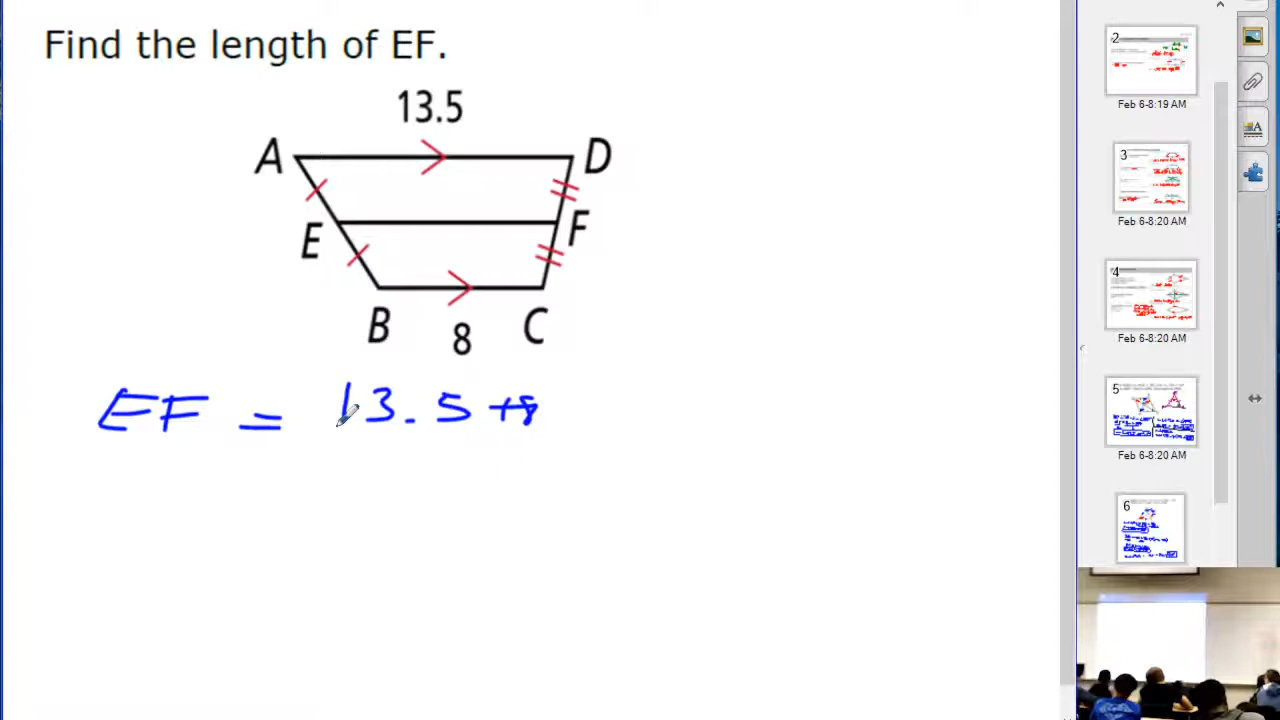 Find the length of EF.
13.5
A
D
E
F
B
8
C
EF = 13.5 + 8
2
Feb 6-8:19 AM
3
Feb 6-8:20 AM
4
Feb 6-8:20 AM
5
Feb 6-8:20 AM
6